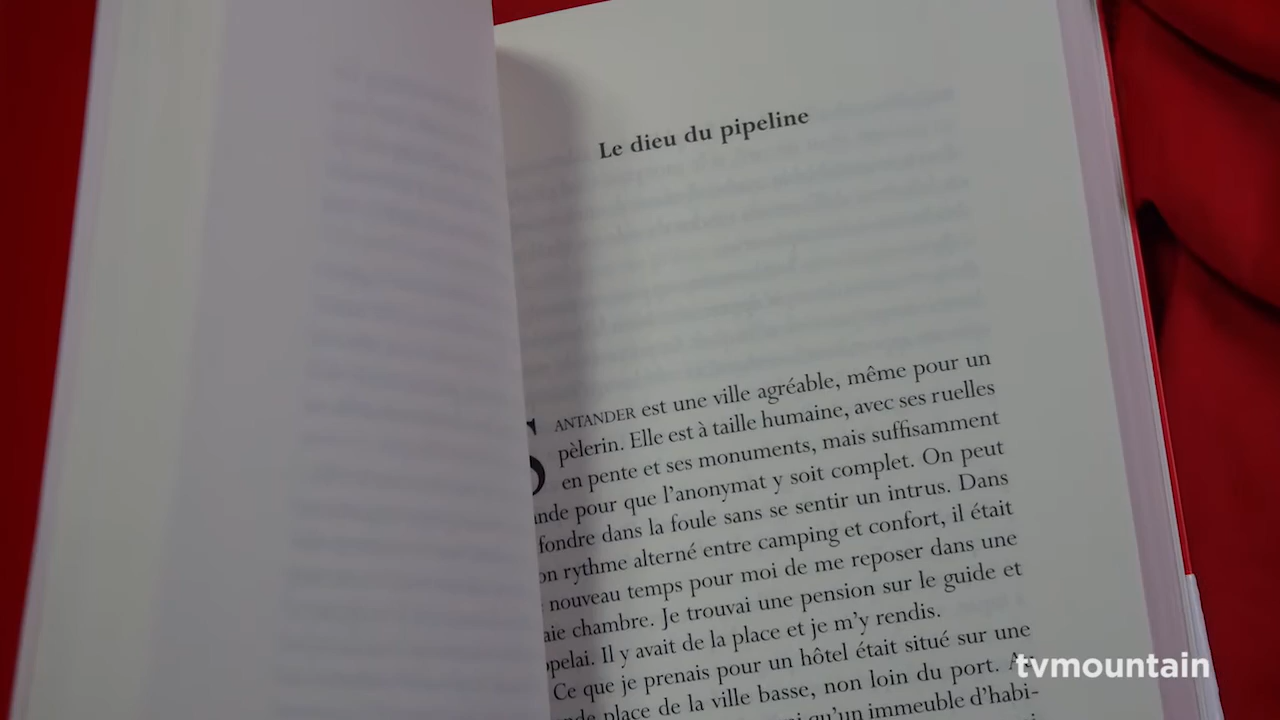 Le dieu du pipeline
SANTANDER est une ville agréable, même pour un
pèlerin. Elle est à taille humaine, avec ses ruelles
en pente et ses monuments, mais suffisamment
nde pour que l'anonymat y soit complet. On peut
fondre dans la foule sans se sentir un intrus. Dans
on rythme alterné entre camping et confort, il était
nouveau temps pour moi de me reposer dans une
aie chambre. Je trouvai une pension sur le guide et
pelai. Il y avait de la place et je m'y rendis.
Ce que je prenais pour un hôtel était situé sur une
nde place de la ville basse, non loin du port.
qu'un immeuble d'habi-
tvmountain